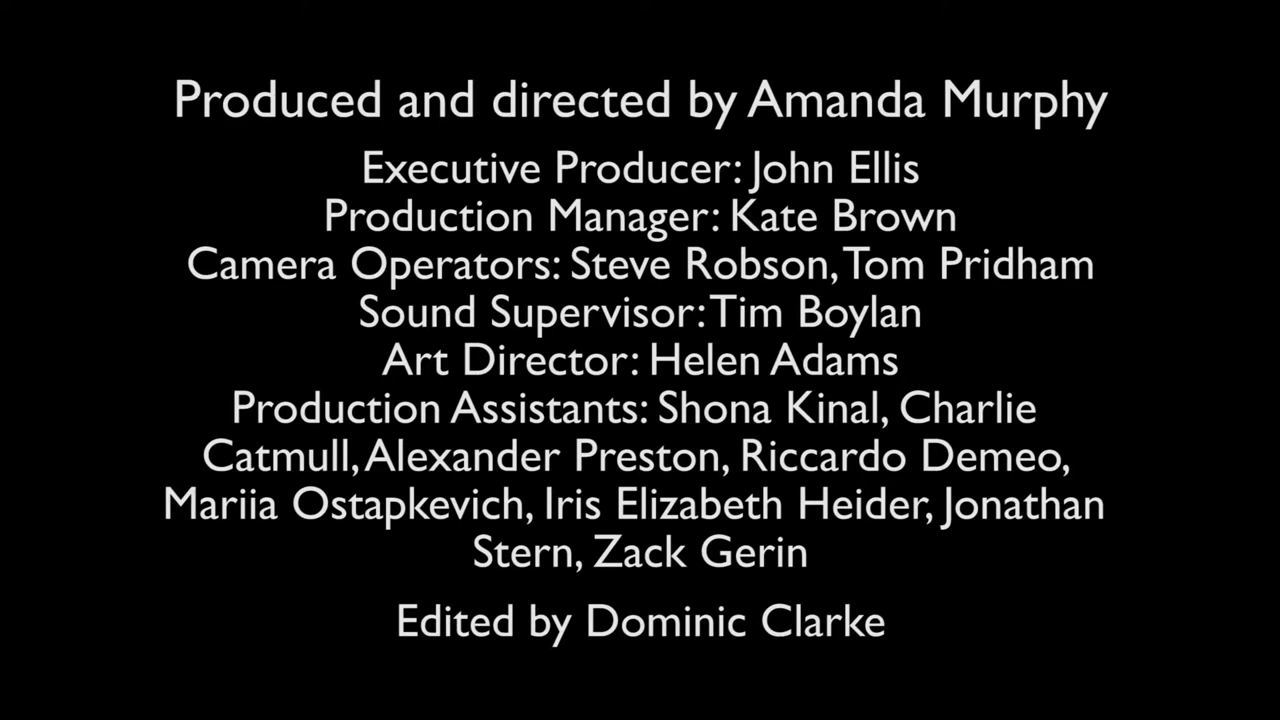 Produced and directed by Amanda Murphy
Executive Producer: John Ellis
Production Manager: Kate Brown
Camera Operators: Steve Robson, Tom Pridham
Sound Supervisor: Tim Boylan
Art Director: Helen Adams
Production Assistants: Shona Kinal, Charlie
Catmull, Alexander Preston, Riccardo Demeo,
Mariia Ostapkevich, Iris Elizabeth Heider, Jonathan
Stern, Zack Gerin
Edited by Dominic Clarke